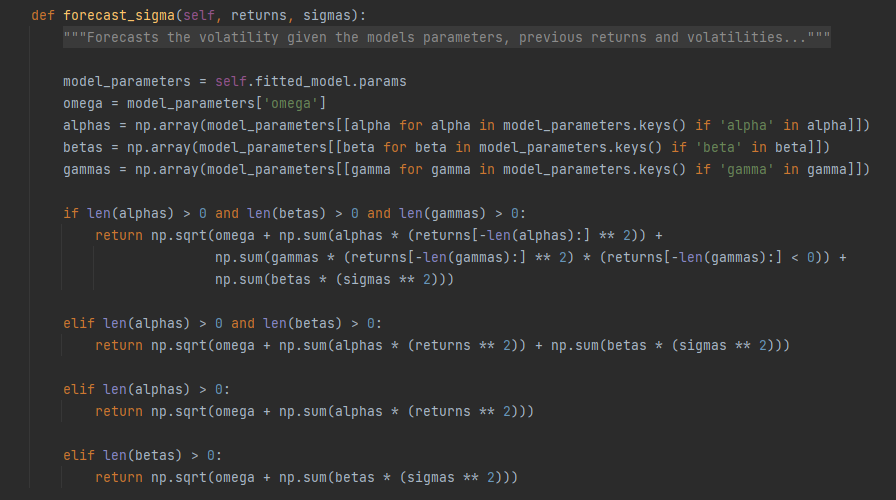 def forecast_sigma(self, returns, sigmas):
"""Forecasts the volatility given the models parameters, previous returns and volatilities..."""
model_parameters = self.fitted_model.params
omega = model_parameters['omega']
alphas = np.array(model_parameters[[alpha for alpha in model_parameters.keys() if 'alpha' in alpha]])
betas = np.array(model_parameters[[beta for beta in model_parameters.keys() if 'beta' in beta]])
gammas = np.array(model_parameters[[gamma for gamma in model_parameters.keys() if 'gamma' in gamma]])
if len(alphas) > 0 and len(betas) > 0 and len(gammas) > 0:
return np.sqrt(omega + np.sum(alphas * (returns[-len(alphas):] ** 2)) +
np.sum(gammas * (returns[-len(gammas):] ** 2) * (returns[-len(gammas):] < 0)) +
np.sum(betas * (sigmas ** 2)))
elif len(alphas) > 0 and len(betas) > 0:
return np.sqrt(omega + np.sum(alphas * (returns ** 2)) + np.sum(betas * (sigmas ** 2)))
elif len(alphas) > 0:
return np.sqrt(omega + np.sum(alphas * (returns ** 2)))
elif len(betas) > 0:
return np.sqrt(omega + np.sum(betas * (sigmas ** 2)))